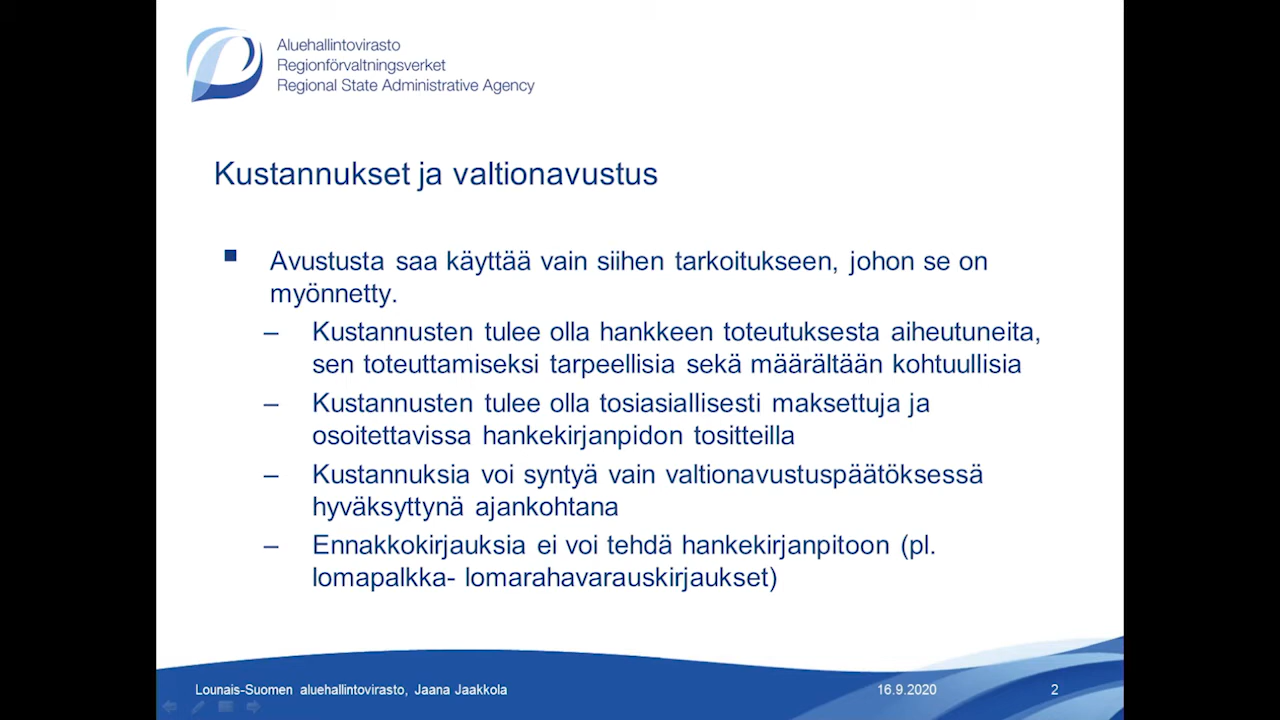 Aluehallintovirasto
Regionförvaltningsverket
Regional State Administrative Agency
Kustannukset ja valtionavustus
Avustusta saa käyttää vain siihen tarkoitukseen, johon se on
myönnetty.
– Kustannusten tulee olla hankkeen toteutuksesta aiheutuneita,
sen toteuttamiseksi tarpeellisia sekä määrältään kohtuullisia
– Kustannusten tulee olla tosiasiallisesti maksettuja ja
osoitettavissa hankekirjanpidon tositteilla
– Kustannuksia voi syntyä vain valtionavustuspäätöksessä
hyväksyttynä ajankohtana
– Ennakkokirjauksia ei voi tehdä hankekirjanpitoon (pl.
lomapalkka- lomarahavarauskirjaukset)
Lounais-Suomen aluehallintovirasto, Jaana Jaakkola 16.9.2020 2